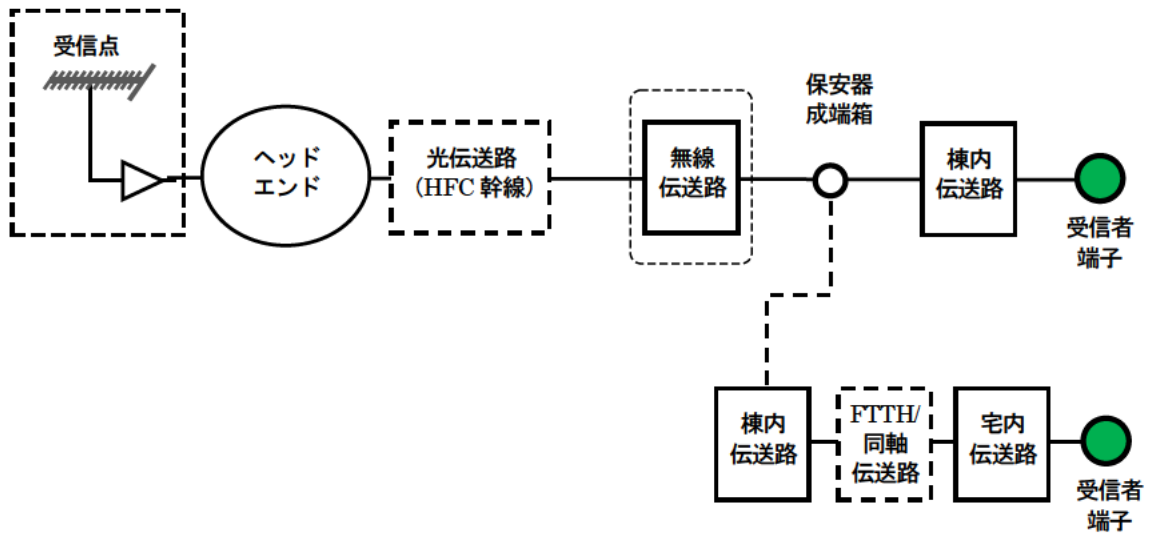 受信点
ヘッド
エンド
光伝送路
（HFC 幹線）
無線
伝送路
保安器
成端箱
棟内
伝送路
受信者
端子
棟内
伝送路
FTTH/
同軸
伝送路
宅内
伝送路
受信者
端子